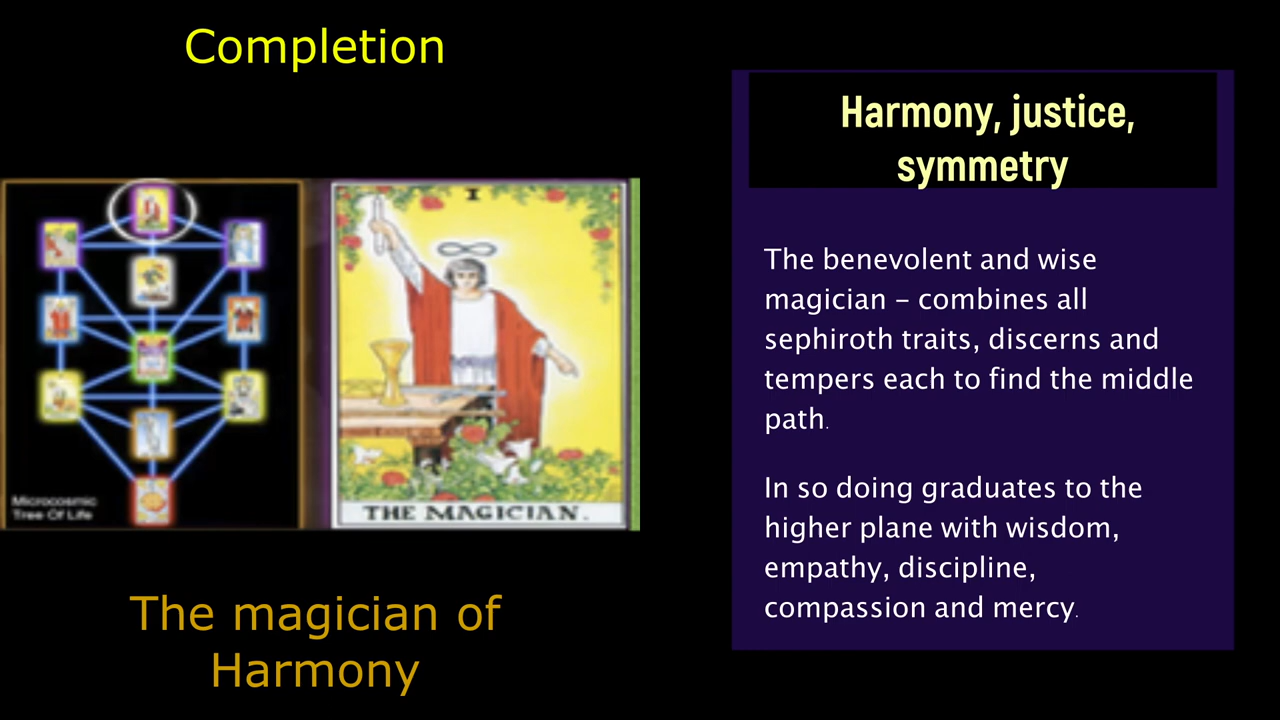 Completion
Harmony, justice,
symmetry
The benevolent and wise
magician – combines all
sephiroth traits, discerns and
tempers each to find the middle
path.
In so doing graduates to the
higher plane with wisdom,
empathy, discipline,
compassion and mercy.
I
THE MAGICIAN.
Microcosmic
Tree Of Life
The magician of
Harmony